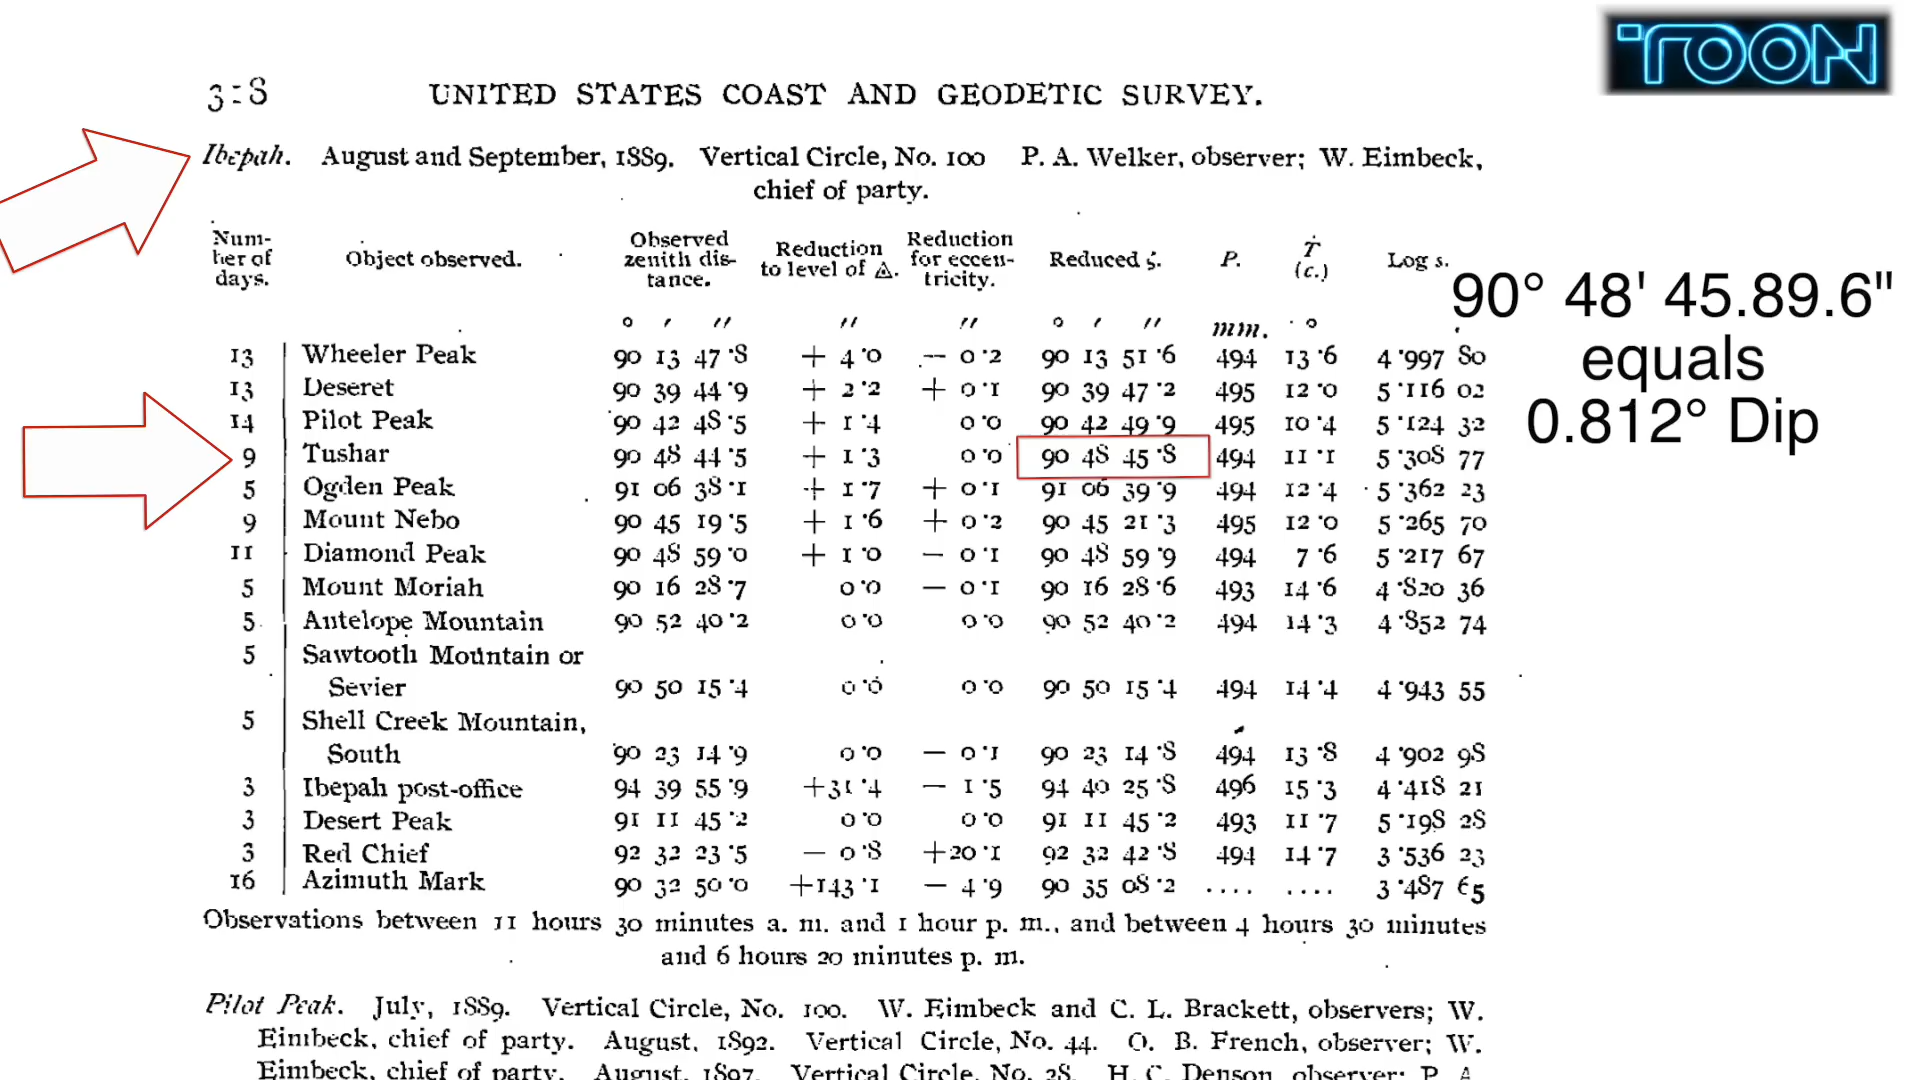 TOON
UNITED STATES COAST AND GEODETIC SURVEY.
Ibepah. August and September, 1889. Vertical Circle, No. 100 P. A. Welker, observer; W. Eimbeck,
chief of party.
Num-
ber of
days.
Object observed.
Observed
zenith dis-
tance.
Reduction
to level of △.
Reduction
for eccen-
tricity.
Reduced ζ.
P.
T
(c.)
Log s.
° ′ ″ ″ ″ ° ′ ″ mm. °
13 Wheeler Peak 90 13 47·8 + 4·0 — 0·2 90 13 51·6 494 13·6 4·997 80
13 Deseret 90 39 44·9 + 2·2 + 0·1 90 39 47·2 495 12·0 5·116 02
14 Pilot Peak 90 42 48·5 + 1·4 0·0 90 42 49·9 495 10·4 5·124 32
9 Tushar 90 48 44·5 + 1·3 0·0 90 48 45·8 494 11·1 5·308 77
5 Ogden Peak 91 06 38·1 + 1·7 + 0·1 91 06 39·9 494 12·4 5·362 23
9 Mount Nebo 90 45 19·5 + 1·6 + 0·2 90 45 21·3 495 12·0 5·265 70
11 Diamond Peak 90 48 59·0 + 1·0 — 0·1 90 48 59·9 494 7·6 5·217 67
5 Mount Moriah 90 16 28·7 0·0 — 0·1 90 16 28·6 493 14·6 4·820 36
5 Antelope Mountain 90 52 40·2 0·0 0·0 90 52 40·2 494 14·3 4·852 74
5 Sawtooth Mountain or
Sevier 90 50 15·4 0·0 0·0 90 50 15·4 494 14·4 4·943 55
5 Shell Creek Mountain,
South 90 23 14·9 0·0 — 0·1 90 23 14·8 494 13·8 4·902 98
3 Ibepah post-office 94 39 55·9 +31·4 — 1·5 94 40 25·8 496 15·3 4·418 21
3 Desert Peak 91 11 45·2 0·0 0·0 91 11 45·2 493 11·7 5·198 28
3 Red Chief 92 32 23·5 — 0·8 +20·1 92 32 42·8 494 14·7 3·536 23
16 Azimuth Mark 90 32 50·0 +143·1 — 4·9 90 35 08·2 .... .... 3·487 65
Observations between 11 hours 30 minutes a. m. and 1 hour p. m., and between 4 hours 30 minutes
and 6 hours 20 minutes p. m.
Pilot Peak. July, 1889. Vertical Circle, No. 100. W. Eimbeck and C. L. Brackett, observers; W.
Eimbeck, chief of party. August, 1892. Vertical Circle, No. 44. O. B. French, observer; W.
Eimbeck, chief of party. August, 1897. Vertical Circle, No. 28. H. C. Denson, observer; P. A.
90° 48' 45.89.6"
equals
0.812° Dip